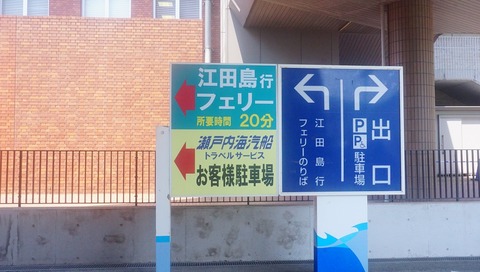 江田島行
フェリー
所要時間 20分
瀬戸内海汽船
トラベルサービス
お客様駐車場
江田島行
フェリーのりば
P 駐車場
出口